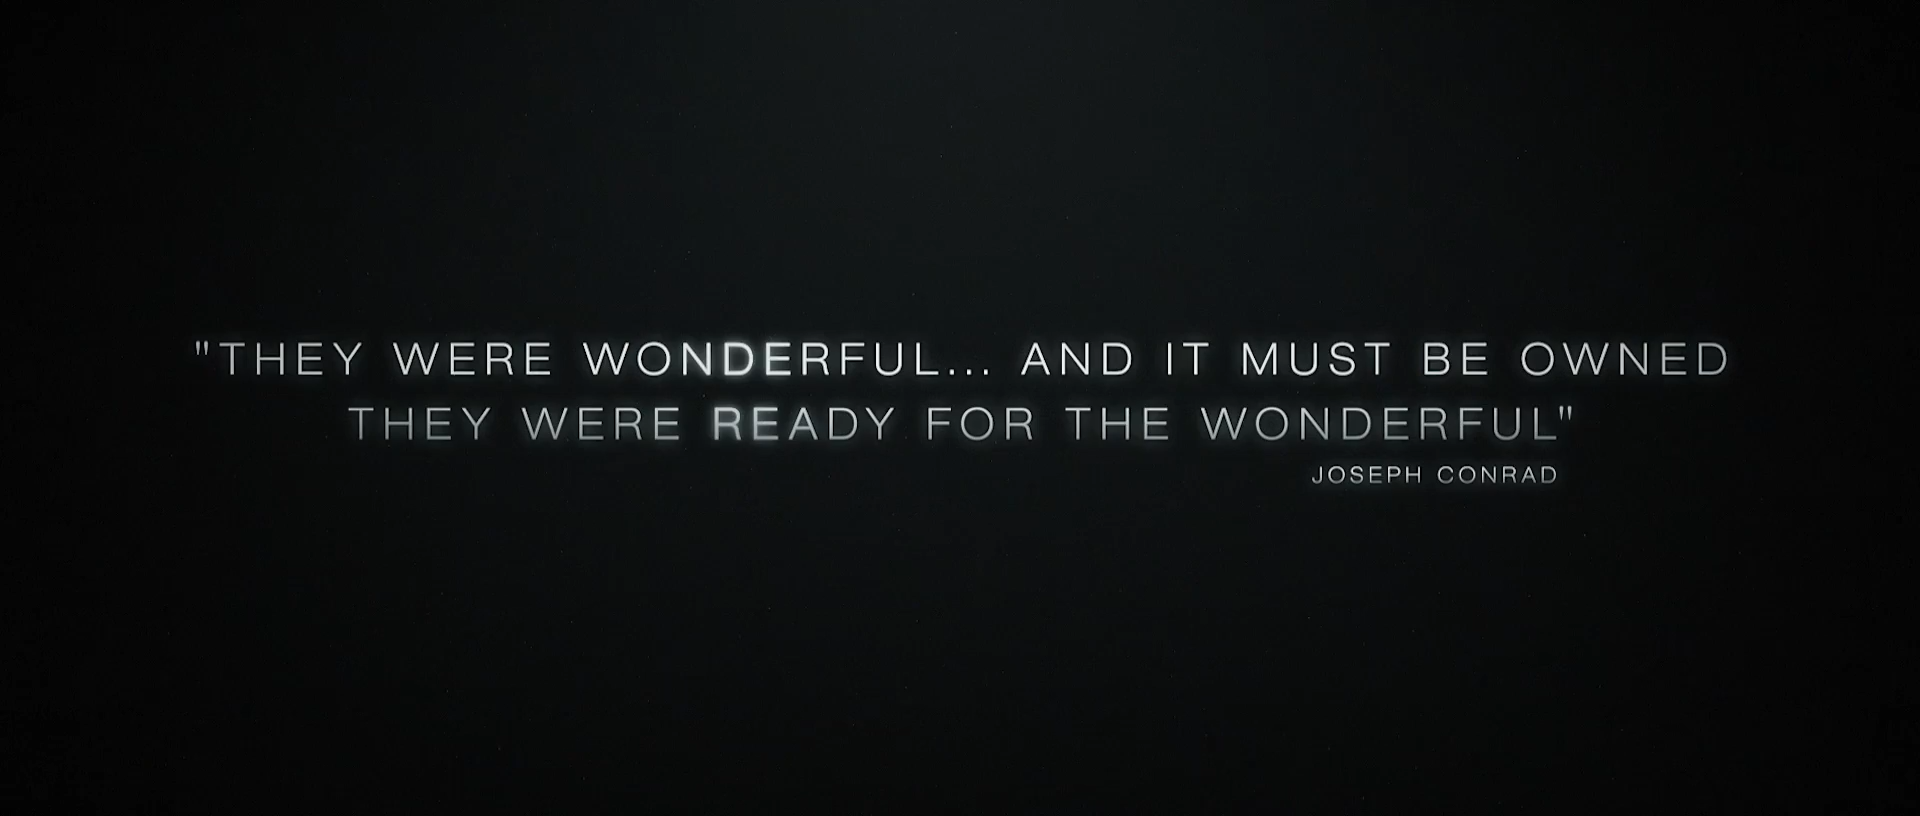 "THEY WERE WONDERFUL... AND IT MUST BE OWNED
THEY WERE READY FOR THE WONDERFUL"
JOSEPH CONRAD